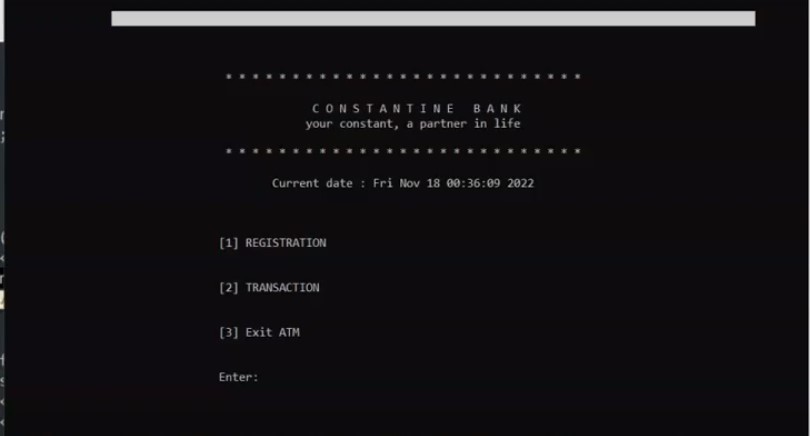 * * * * * * * * * * * * * * * * * * * * * * * * * * *
C O N S T A N T I N E   B A N K
your constant, a partner in life
* * * * * * * * * * * * * * * * * * * * * * * * * * *
Current date : Fri Nov 18 00:36:09 2022
[1] REGISTRATION
[2] TRANSACTION
[3] Exit ATM
Enter: